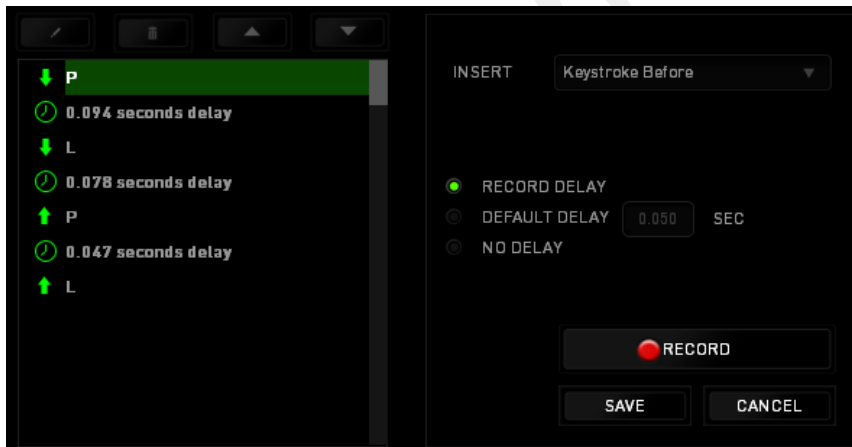 P
0.094 seconds delay
L
0.078 seconds delay
P
0.047 seconds delay
L
INSERT Keystroke Before
RECORD DELAY
DEFAULT DELAY 0.050 SEC
NO DELAY
RECORD
SAVE CANCEL